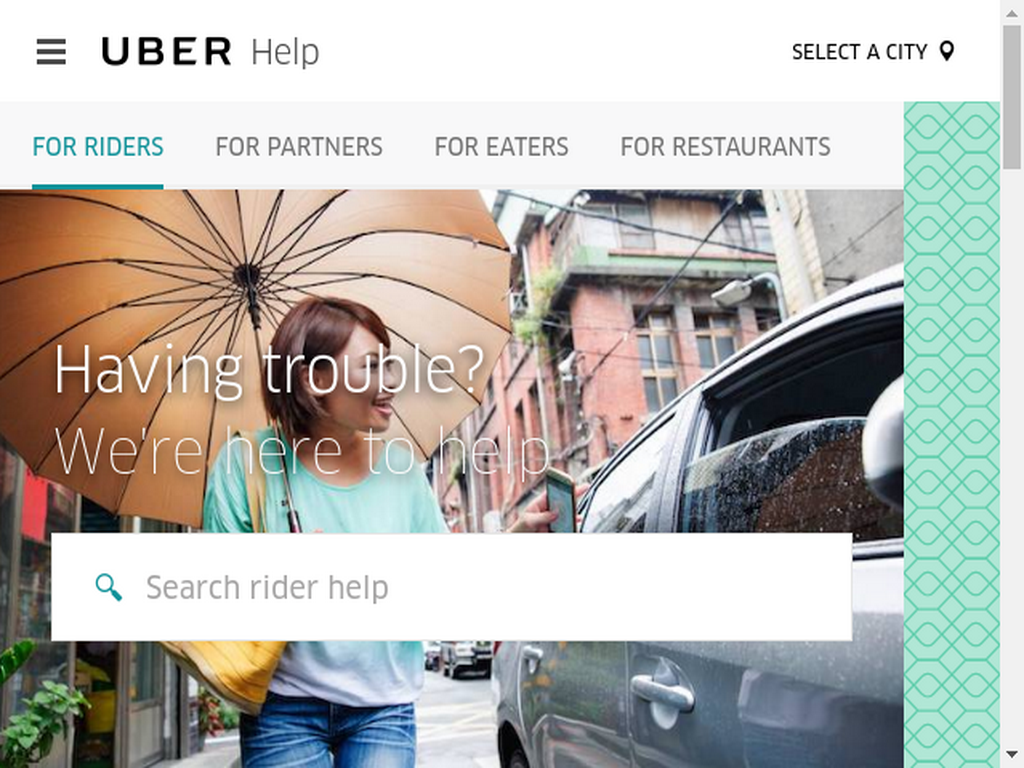 UBER Help
SELECT A CITY
FOR RIDERS
FOR PARTNERS
FOR EATERS
FOR RESTAURANTS
Having trouble?
We're here to help
Search rider help